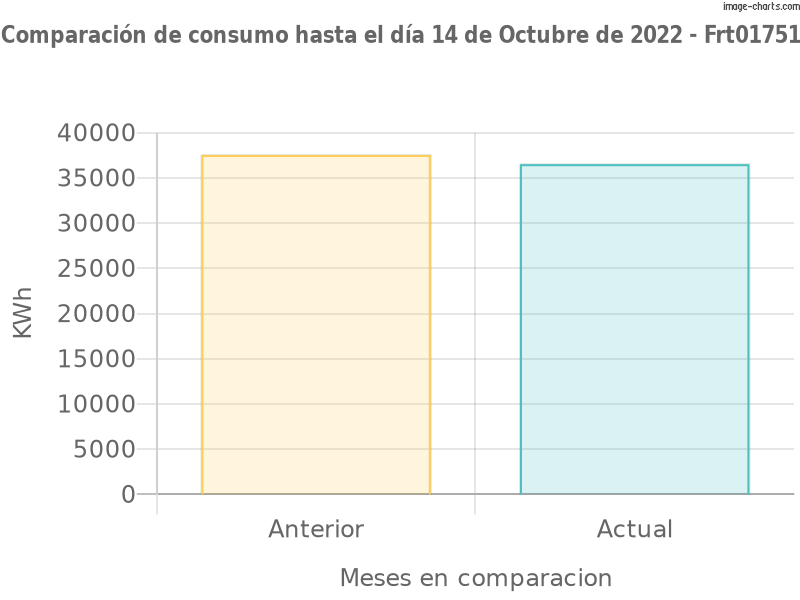 image-charts.com
Comparación de consumo hasta el día 14 de Octubre de 2022 - Frt01751
40000
35000
30000
25000
20000
15000
10000
5000
0
KWh
Anterior Actual
Meses en comparacion